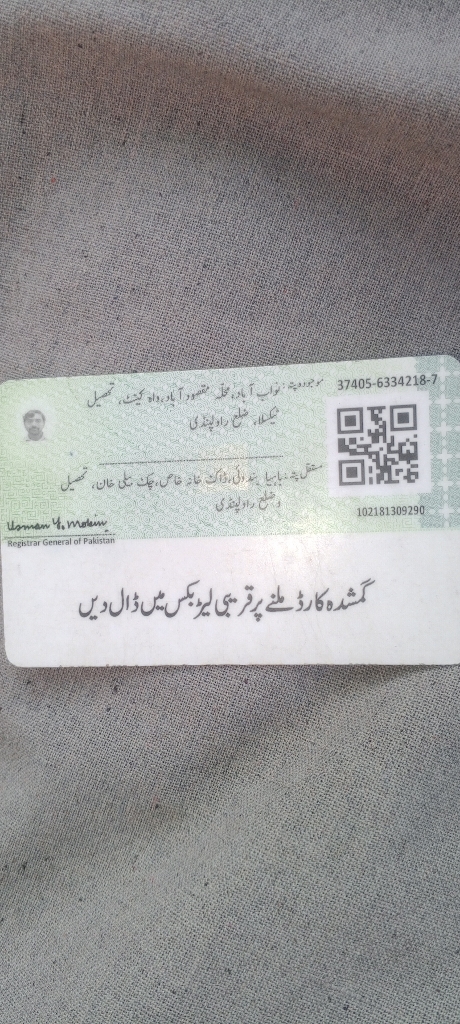 37405-6334218-7
موجودہ پتہ: نواب آباد، محلہ مقصود آباد، واہ کینٹ، تحصیل
ٹیکسلا، ضلع راولپنڈی
مستقل پتہ: ڈاکخانہ خاص، چک بیلی خان، تحصیل
و ضلع راولپنڈی
102181309290
Usman Y. Mobin
Registrar General of Pakistan
گمشدہ کارڈ ملنے پر قریبی لیٹر بکس میں ڈال دیں